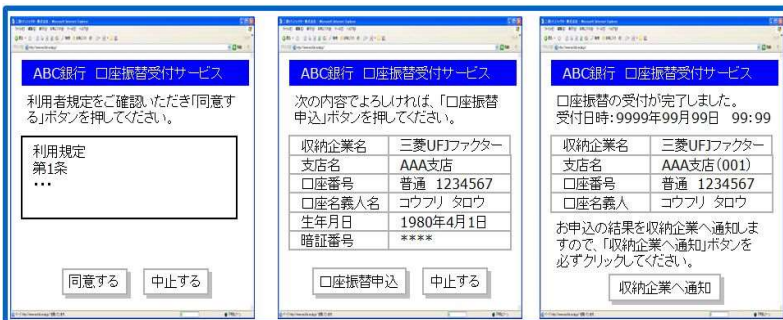 ABC銀行 口座振替受付サービス
利用者規定をご確認いただき「同意す
る」ボタンを押してください。
利用規定
第1条
・・・
同意する 中止する
ABC銀行 口座振替受付サービス
次の内容でよろしければ、「口座振替
申込」ボタンを押してください。
収納企業名 三菱UFJファクター
支店名 AAA支店
口座番号 普通 1234567
口座名義人名 コウフリ タロウ
生年月日 1980年4月1日
暗証番号 ****
口座振替申込 中止する
ABC銀行 口座振替受付サービス
口座振替の受付が完了しました。
受付日時:9999年99月99日 99:99
収納企業名 三菱UFJファクター
支店名 AAA支店(001)
口座番号 普通 1234567
口座名義人 コウフリ タロウ
お申込の結果を収納企業へ通知しま
すので、「収納企業へ通知」ボタンを
必ずクリックしてください。
収納企業へ通知